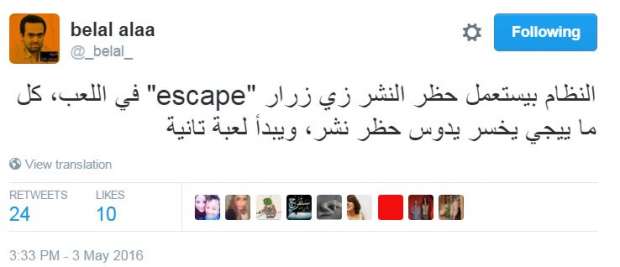 belal alaa
@_belal_
Following
النظام بيستعمل حظر النشر زي زرار "escape" في اللعب، كل
ما ييجي يخسر يدوس حظر نشر، ويبدأ لعبة تانية
View translation
RETWEETS LIKES
24 10
3:33 PM - 3 May 2016